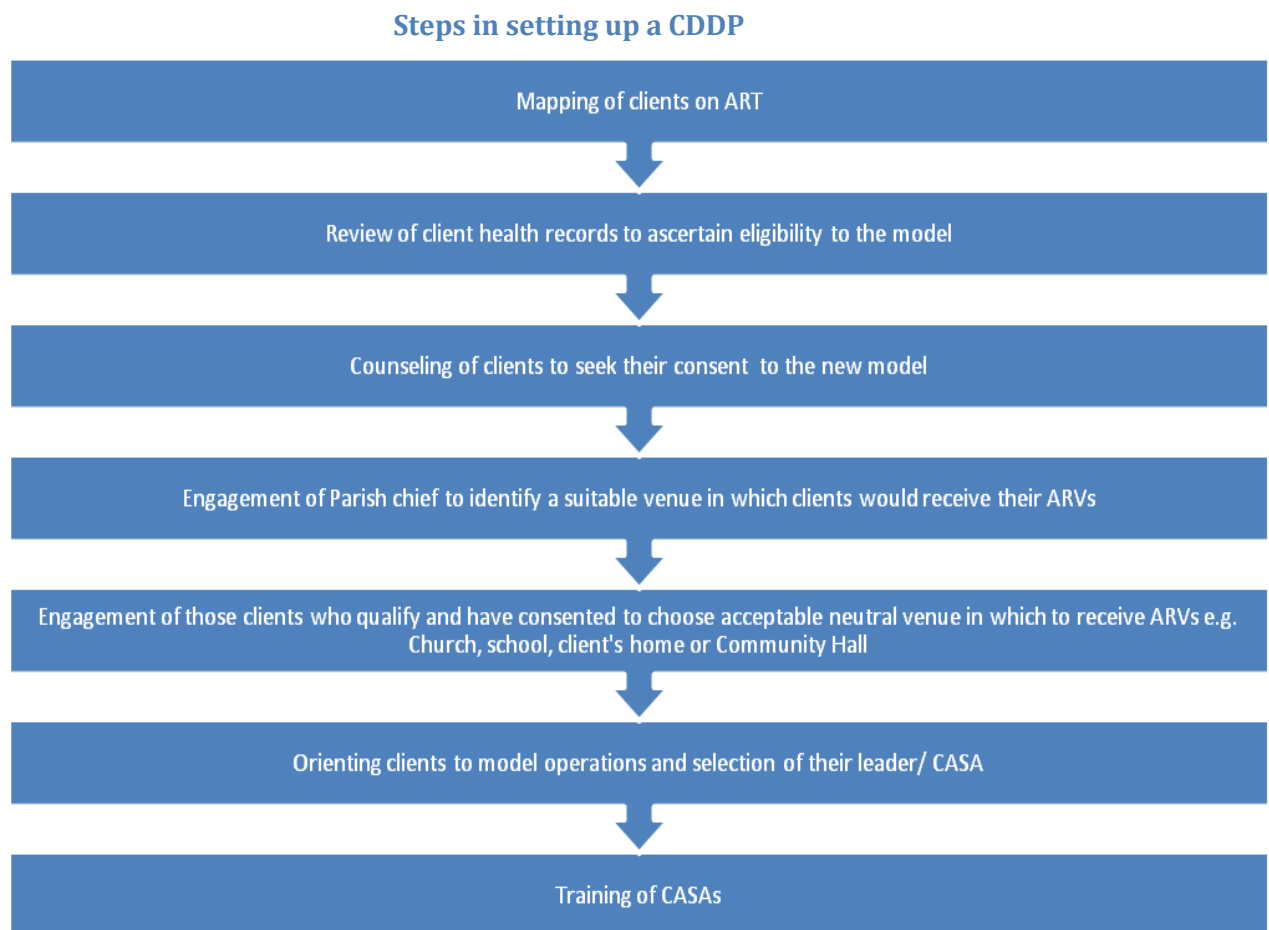 Steps in setting up a CDDP
Mapping of clients on ART
Review of client health records to ascertain eligibility to the model
Counseling of clients to seek their consent to the new model
Engagement of Parish chief to identify a suitable venue in which clients would receive their ARVs
Engagement of those clients who qualify and have consented to choose acceptable neutral venue in which to receive ARVs e.g.
Church, school, client's home or Community Hall
Orienting clients to model operations and selection of their leader/ CASA
Training of CASAs